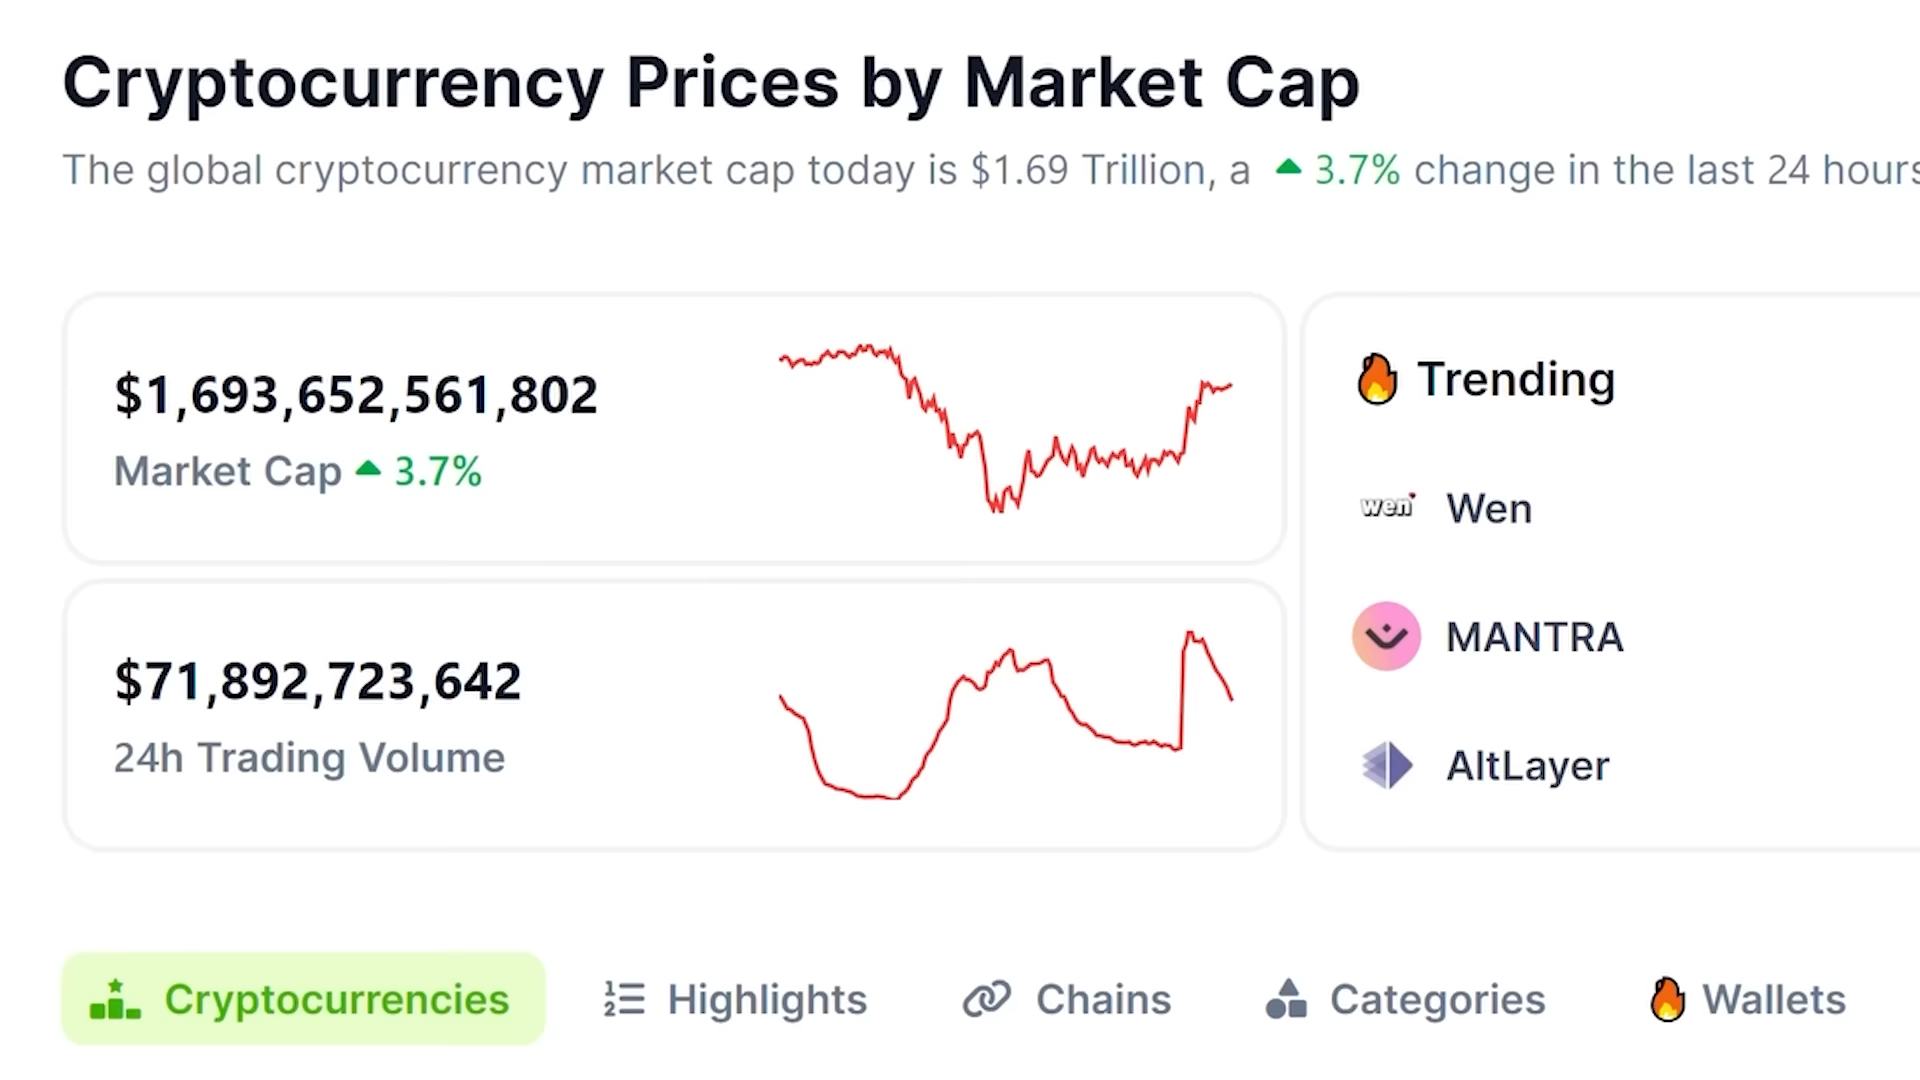 Cryptocurrency Prices by Market Cap
The global cryptocurrency market cap today is $1.69 Trillion, a 3.7% change in the last 24 hours
$1,693,652,561,802
Market Cap 3.7%
$71,892,723,642
24h Trading Volume
Trending
wen Wen
MANTRA
AltLayer
Cryptocurrencies
Highlights
Chains
Categories
Wallets